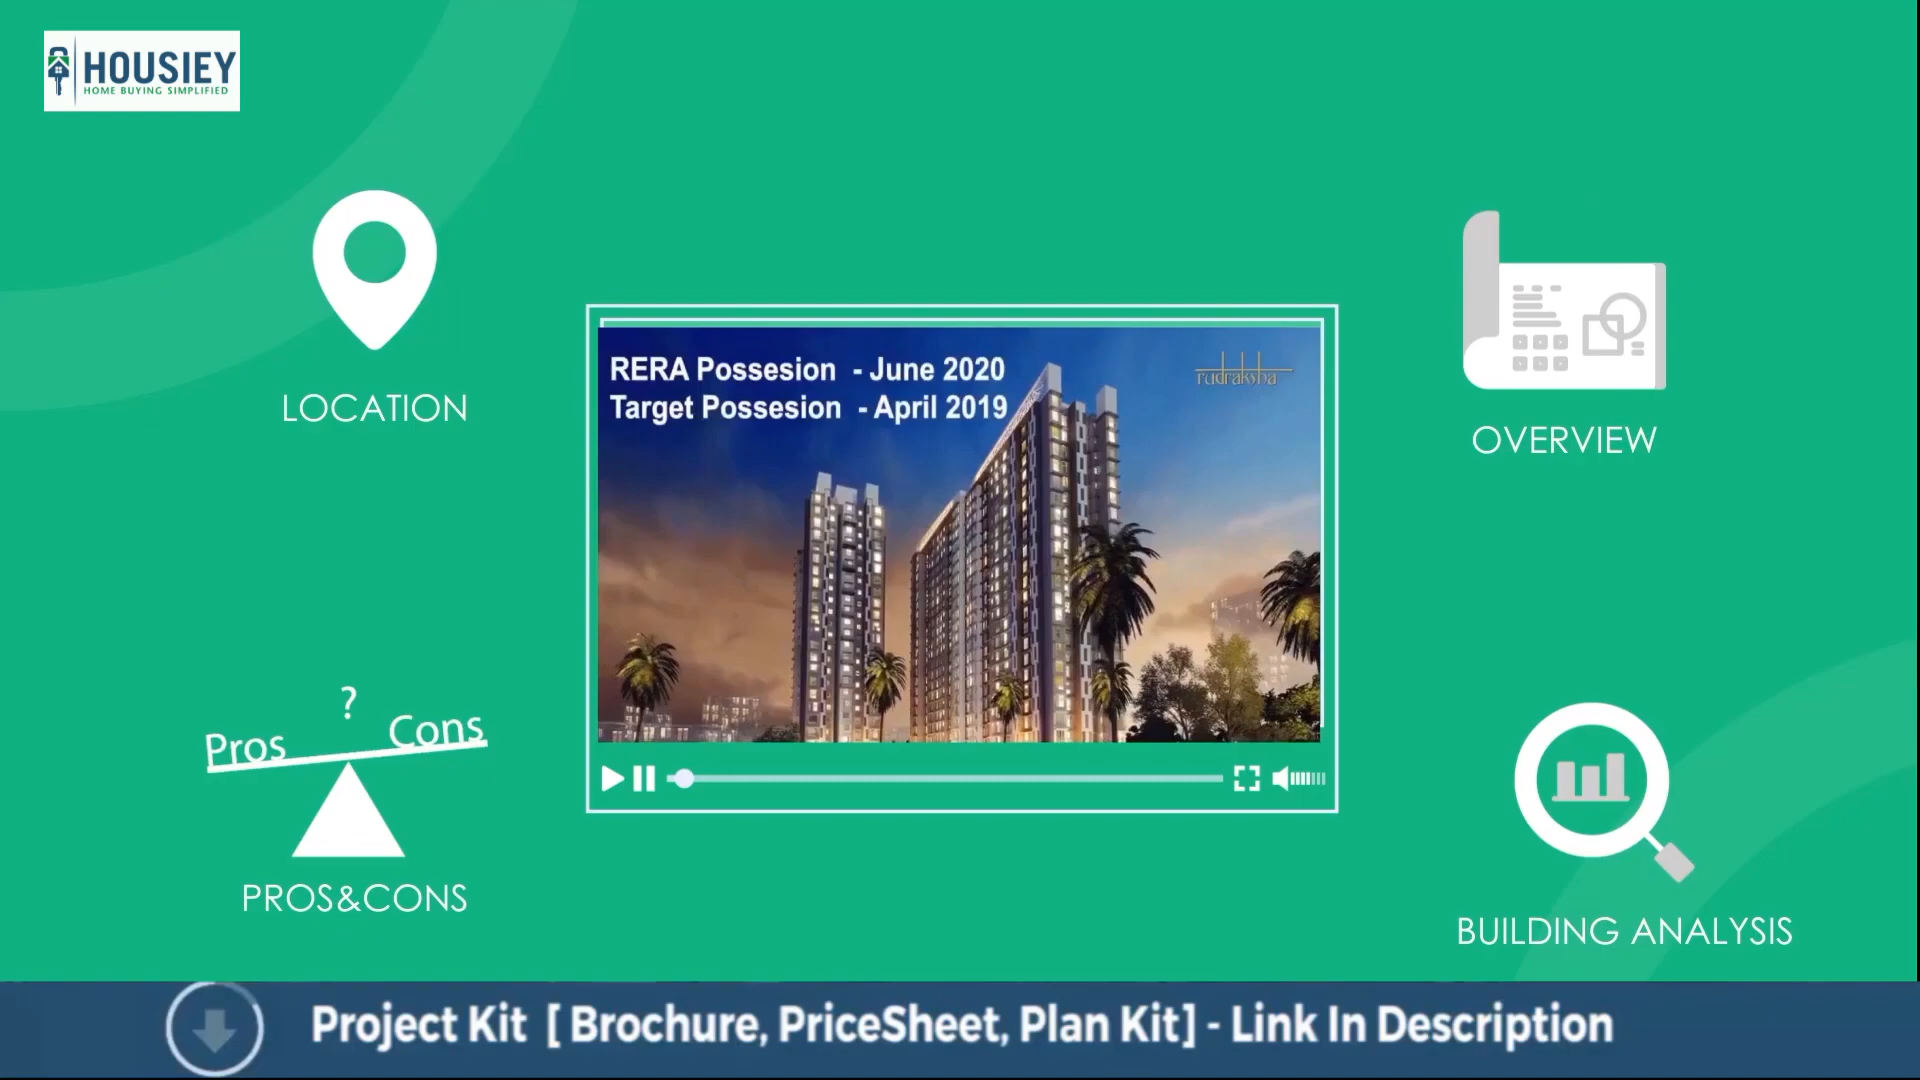 HOUSIEY
HOME BUYING SIMPLIFIED
LOCATION
OVERVIEW
RERA Possesion - June 2020
Target Possesion - April 2019
rudraksha
?
Pros
Cons
PROS&CONS
BUILDING ANALYSIS
Project Kit [ Brochure, PriceSheet, Plan Kit] - Link In Description